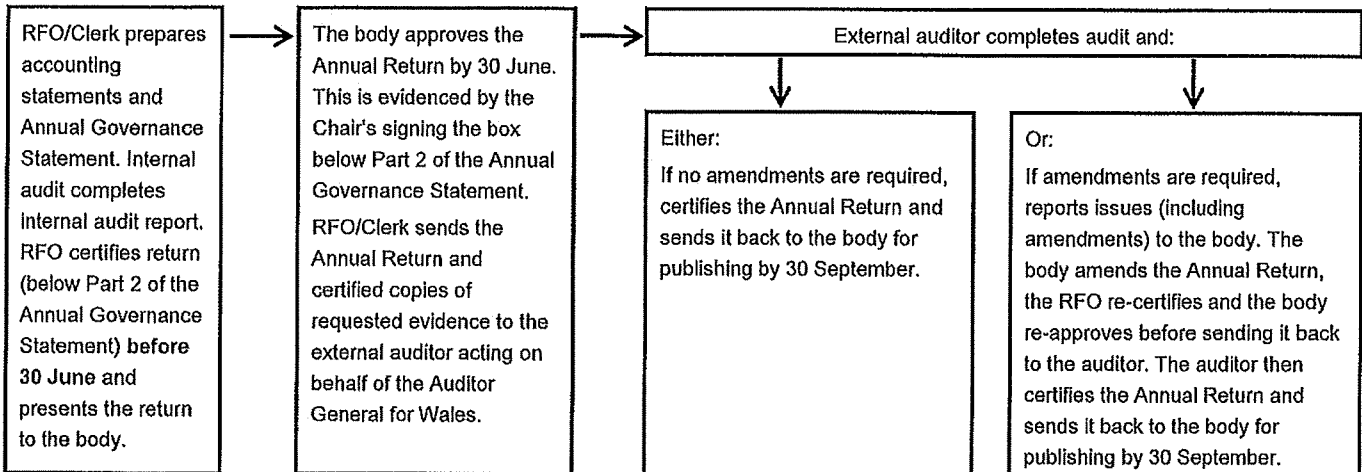 RFO/Clerk prepares
accounting
statements and
Annual Governance
Statement. Internal
audit completes
internal audit report.
RFO certifies return
(below Part 2 of the
Annual Governance
Statement) before
30 June and
presents the return
to the body.
The body approves the
Annual Return by 30 June.
This is evidenced by the
Chair's signing the box
below Part 2 of the Annual
Governance Statement.
RFO/Clerk sends the
Annual Return and
certified copies of
requested evidence to the
external auditor acting on
behalf of the Auditor
General for Wales.
External auditor completes audit and:
Either:
If no amendments are required,
certifies the Annual Return and
sends it back to the body for
publishing by 30 September.
Or:
If amendments are required,
reports issues (including
amendments) to the body. The
body amends the Annual Return,
the RFO re-certifies and the body
re-approves before sending it back
to the auditor. The auditor then
certifies the Annual Return and
sends it back to the body for
publishing by 30 September.